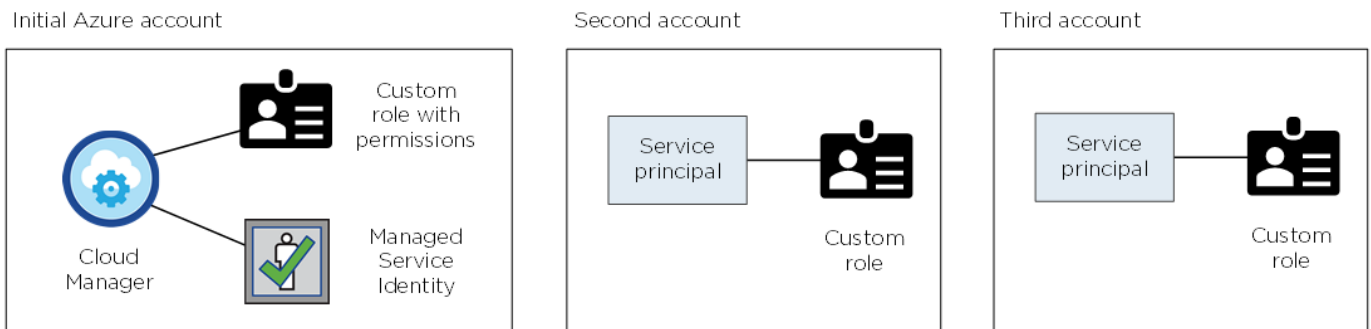 Initial Azure account
Second account
Third account
Custom
role with
permissions
Cloud
Manager
Managed
Service
Identity
Service
principal
Custom
role
Service
principal
Custom
role